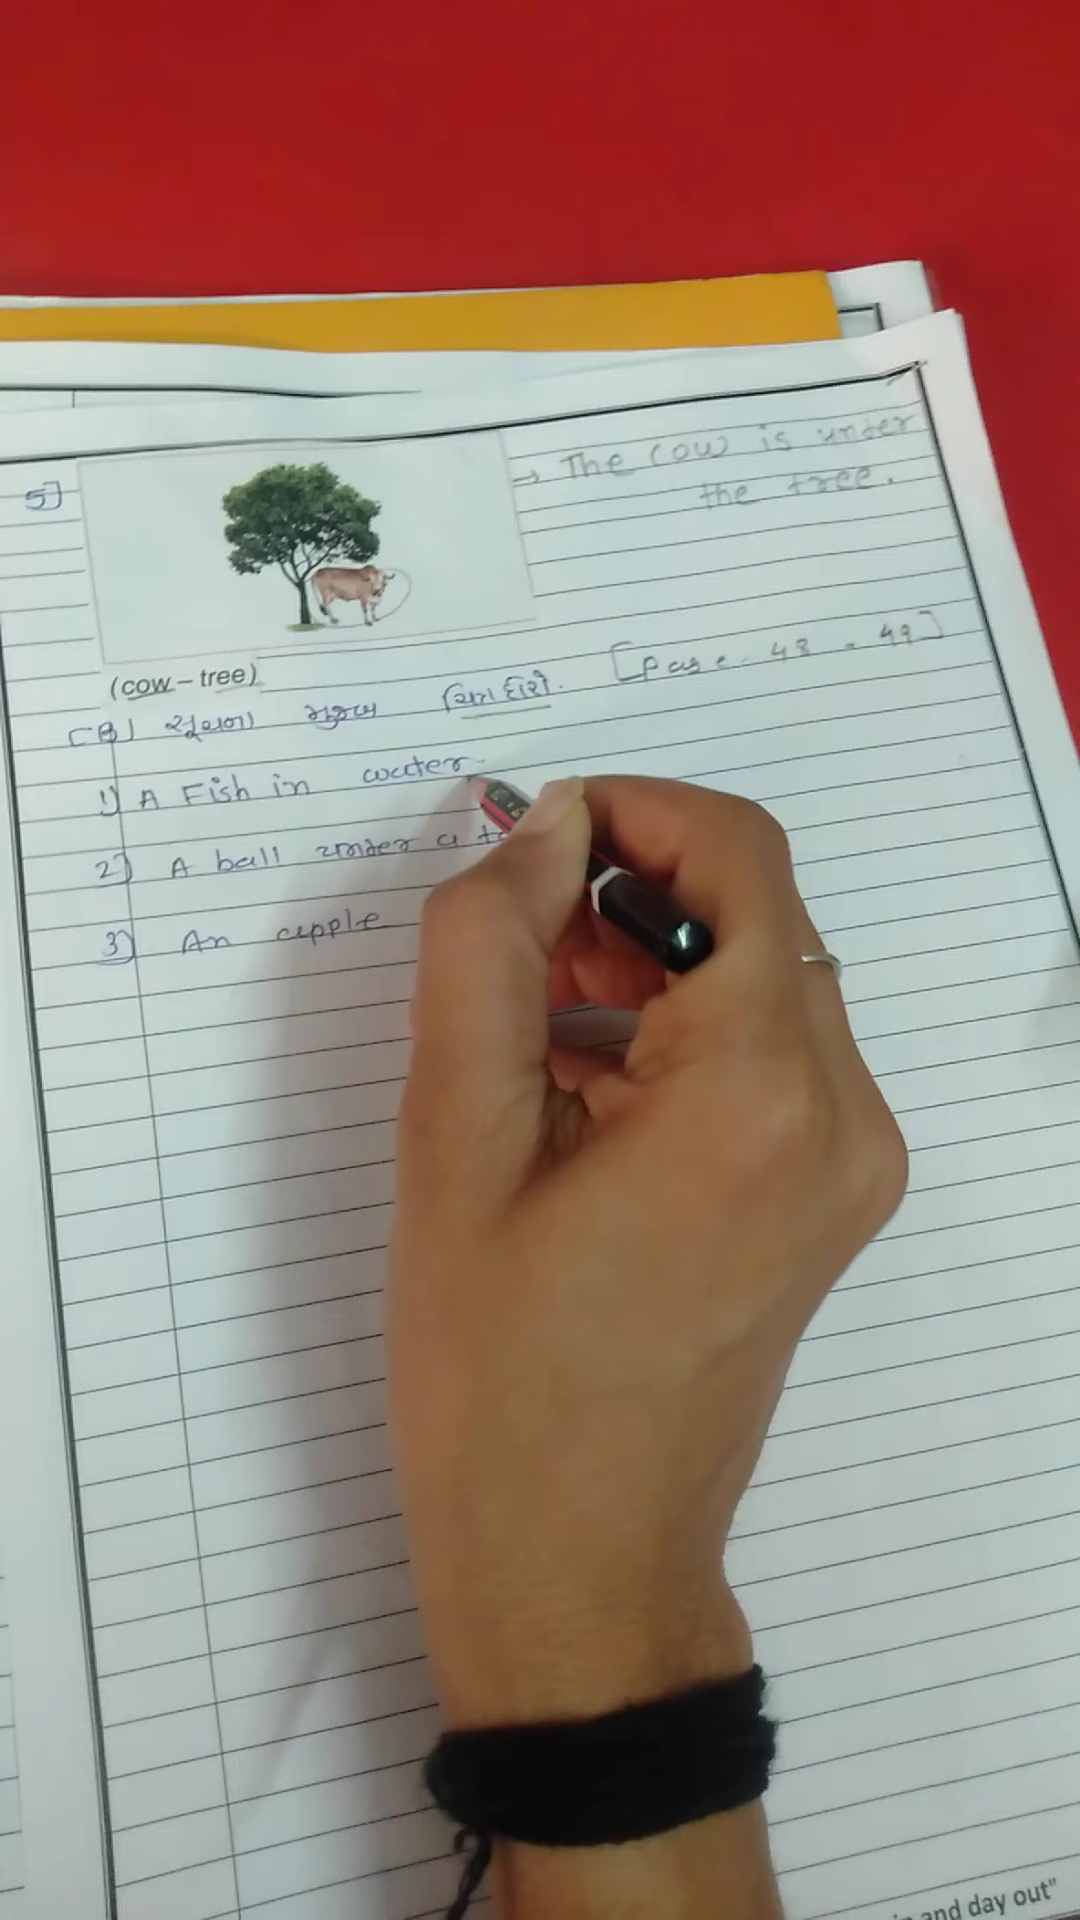 5] → The cow is under
the tree.
(cow – tree)
[B] સૂચના મુજબ ચિત્ર દોરો. [Page. 48 - 49]
1) A Fish in water.
2) A ball under a
3) An apple
and day out"